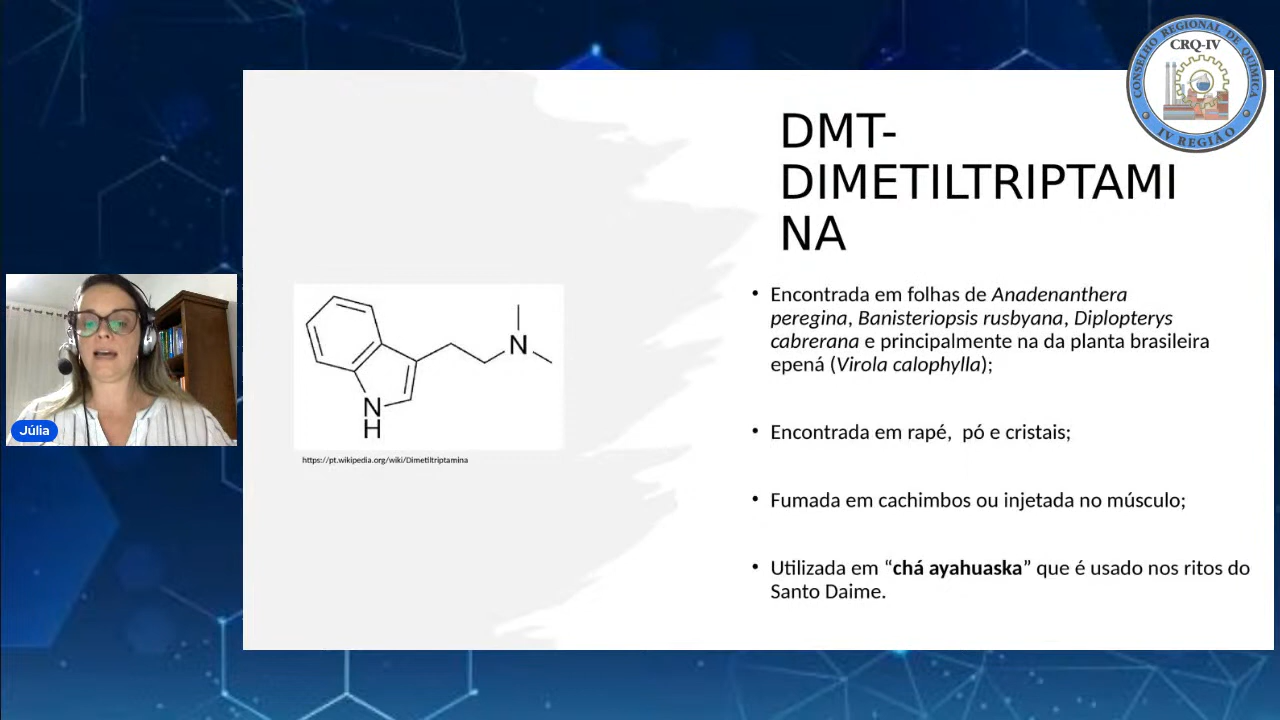 CONSELHO REGIONAL DE QUÍMICA
CRQ-IV
IV REGIÃO
DMT-
DIMETILTRIPTAMI
NA
N
N
H
https://pt.wikipedia.org/wiki/Dimetiltriptamina
• Encontrada em folhas de Anadenanthera
peregina, Banisteriopsis rusbyana, Diplopterys
cabrerana e principalmente na da planta brasileira
epená (Virola calophylla);
• Encontrada em rapé,  pó e cristais;
• Fumada em cachimbos ou injetada no músculo;
• Utilizada em “chá ayahuaska” que é usado nos ritos do
Santo Daime.
Júlia